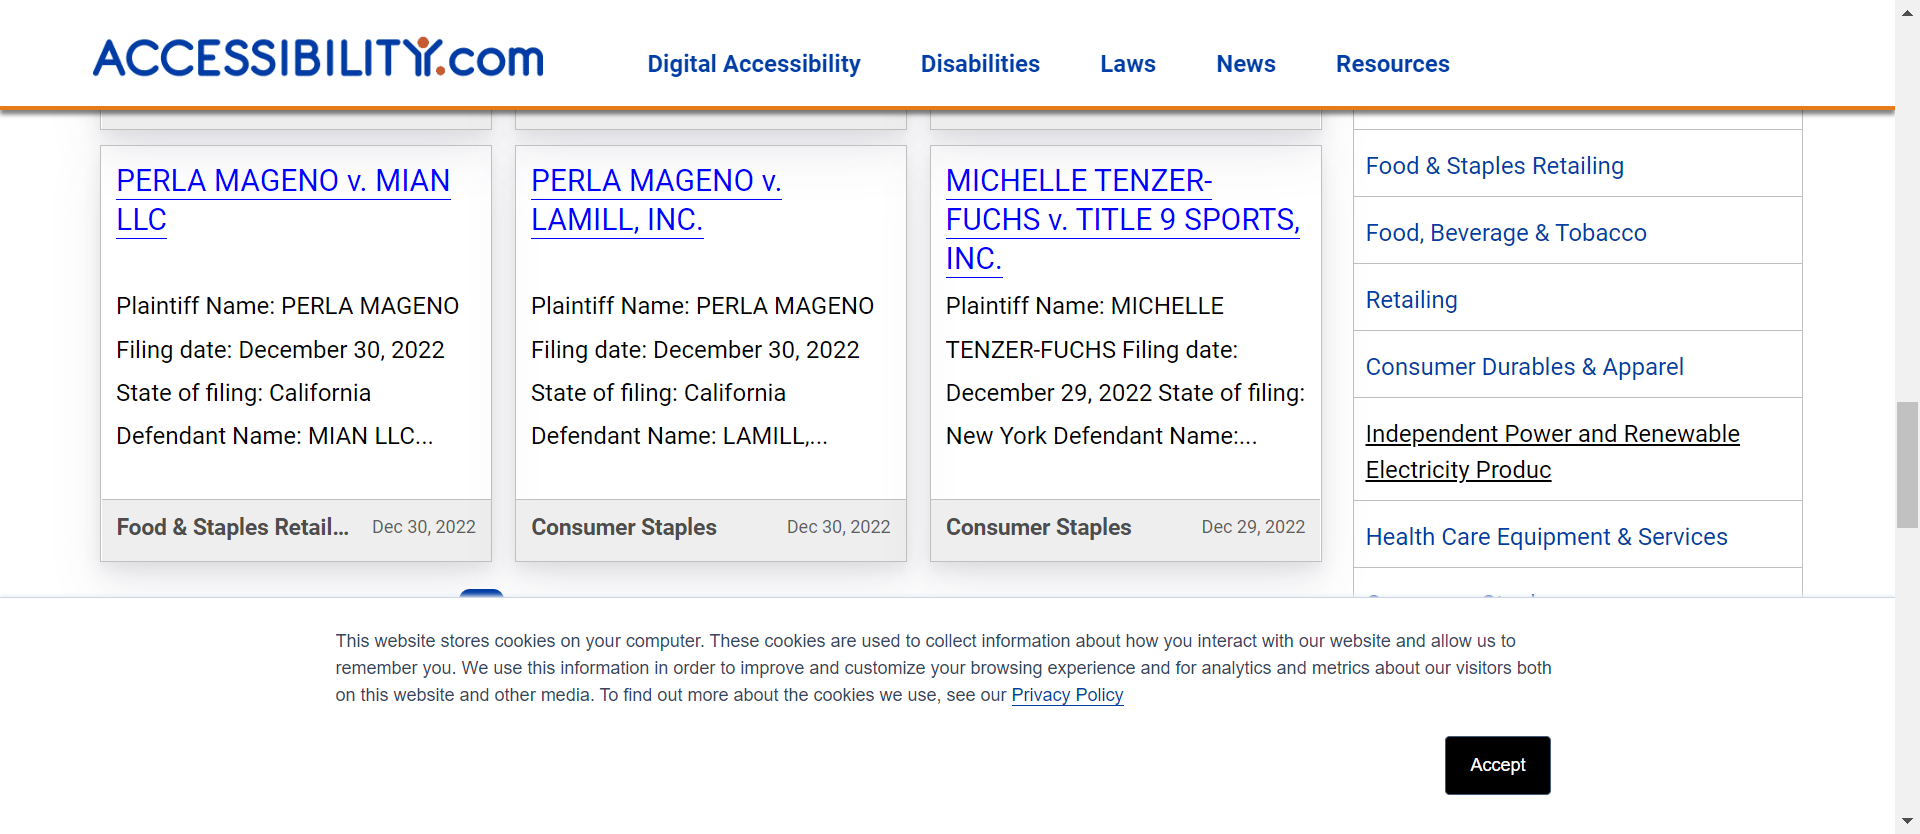 ACCESSIBILITY.com
Digital Accessibility
Disabilities
Laws
News
Resources
PERLA MAGENO v. MIAN
LLC
Plaintiff Name: PERLA MAGENO
Filing date: December 30, 2022
State of filing: California
Defendant Name: MIAN LLC...
Food & Staples Retail...
Dec 30, 2022
PERLA MAGENO v.
LAMILL, INC.
Plaintiff Name: PERLA MAGENO
Filing date: December 30, 2022
State of filing: California
Defendant Name: LAMILL,...
Consumer Staples
Dec 30, 2022
MICHELLE TENZER-
FUCHS v. TITLE 9 SPORTS,
INC.
Plaintiff Name: MICHELLE
TENZER-FUCHS Filing date:
December 29, 2022 State of filing:
New York Defendant Name:...
Consumer Staples
Dec 29, 2022
Food & Staples Retailing
Food, Beverage & Tobacco
Retailing
Consumer Durables & Apparel
Independent Power and Renewable
Electricity Produc
Health Care Equipment & Services
This website stores cookies on your computer. These cookies are used to collect information about how you interact with our website and allow us to
remember you. We use this information in order to improve and customize your browsing experience and for analytics and metrics about our visitors both
on this website and other media. To find out more about the cookies we use, see our Privacy Policy
Accept